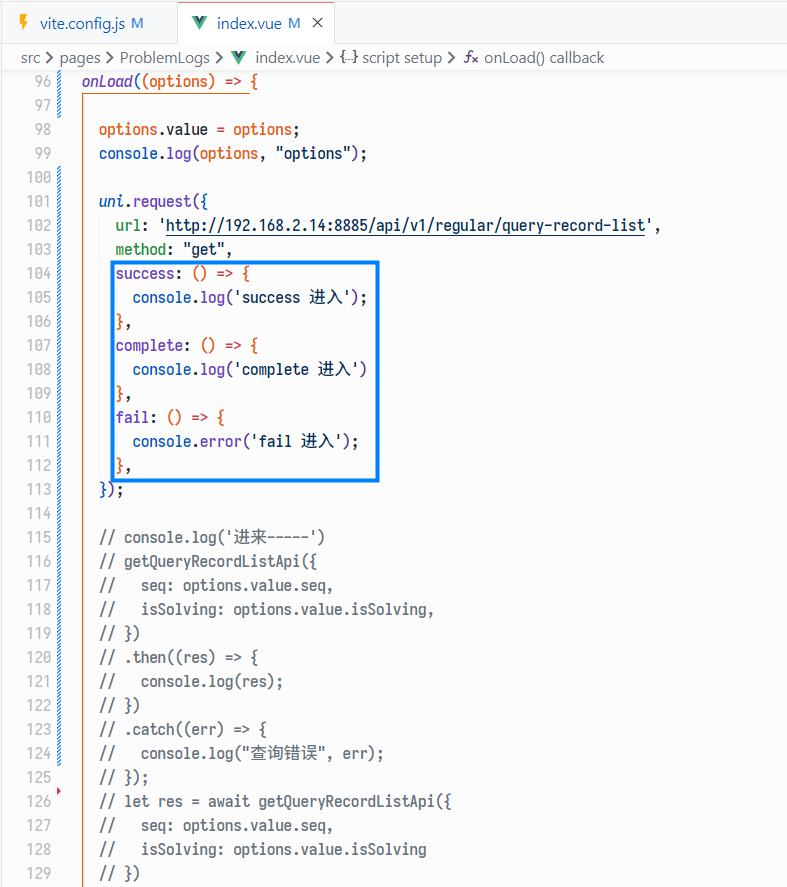 vite.config.js M
index.vue M ×
src > pages > ProblemLogs > index.vue > {..} script setup > fx onLoad() callback
96 onLoad((options) => {
97
98 options.value = options;
99 console.log(options, "options");
100
101 uni.request({
102 url: 'http://192.168.2.14:8885/api/v1/regular/query-record-list',
103 method: "get",
104 success: () => {
105 console.log('success 进入');
106 },
107 complete: () => {
108 console.log('complete 进入')
109 },
110 fail: () => {
111 console.error('fail 进入');
112 },
113 });
114
115 // console.log('进来-----')
116 // getQueryRecordListApi({
117 //   seq: options.value.seq,
118 //   isSolving: options.value.isSolving,
119 // })
120 // .then((res) => {
121 //   console.log(res);
122 // })
123 // .catch((err) => {
124 //   console.log("查询错误", err);
125 // });
126 // let res = await getQueryRecordListApi({
127 //   seq: options.value.seq,
128 //   isSolving: options.value.isSolving
129 // })